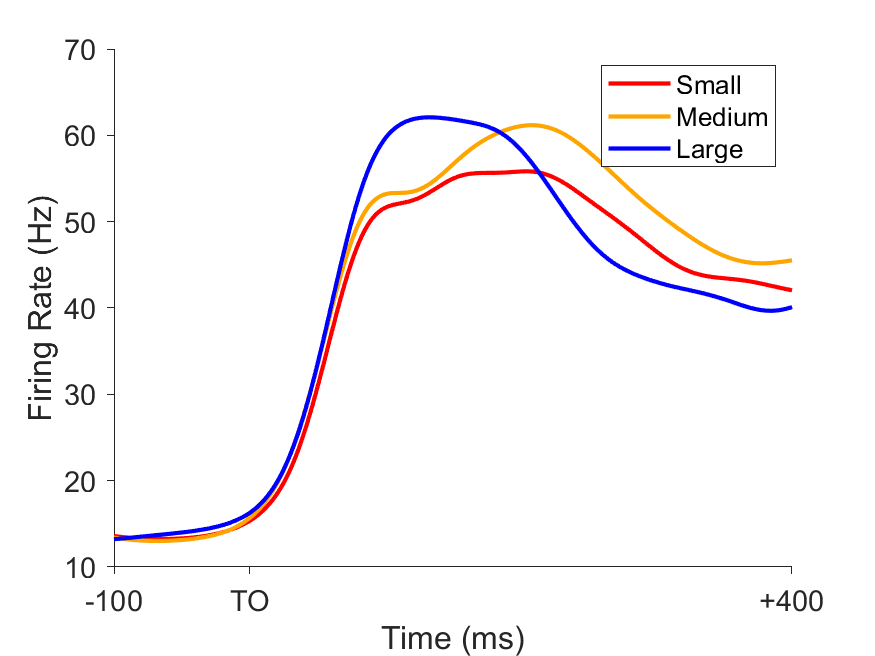 70
60
50
40
30
20
10
Firing Rate (Hz)
Small
Medium
Large
-100 TO +400
Time (ms)